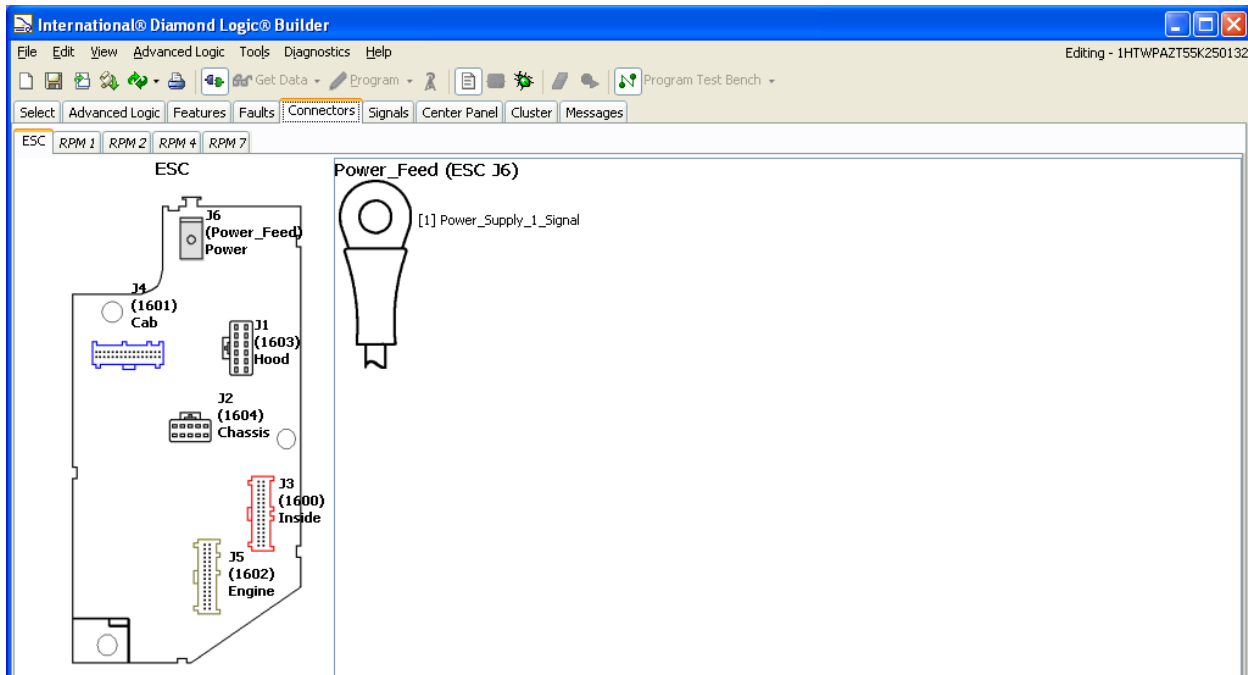 International® Diamond Logic® Builder
File Edit View Advanced Logic Tools Diagnostics Help
Editing - 1HTWPAZT55K250132
Get Data Program Program Test Bench
Select Advanced Logic Features Faults Connectors Signals Center Panel Cluster Messages
ESC RPM 1 RPM 2 RPM 4 RPM 7
ESC
J6
(Power_Feed)
Power
J4
(1601)
Cab
J1
(1603)
Hood
J2
(1604)
Chassis
J3
(1600)
Inside
J5
(1602)
Engine
Power_Feed (ESC J6)
[1] Power_Supply_1_Signal